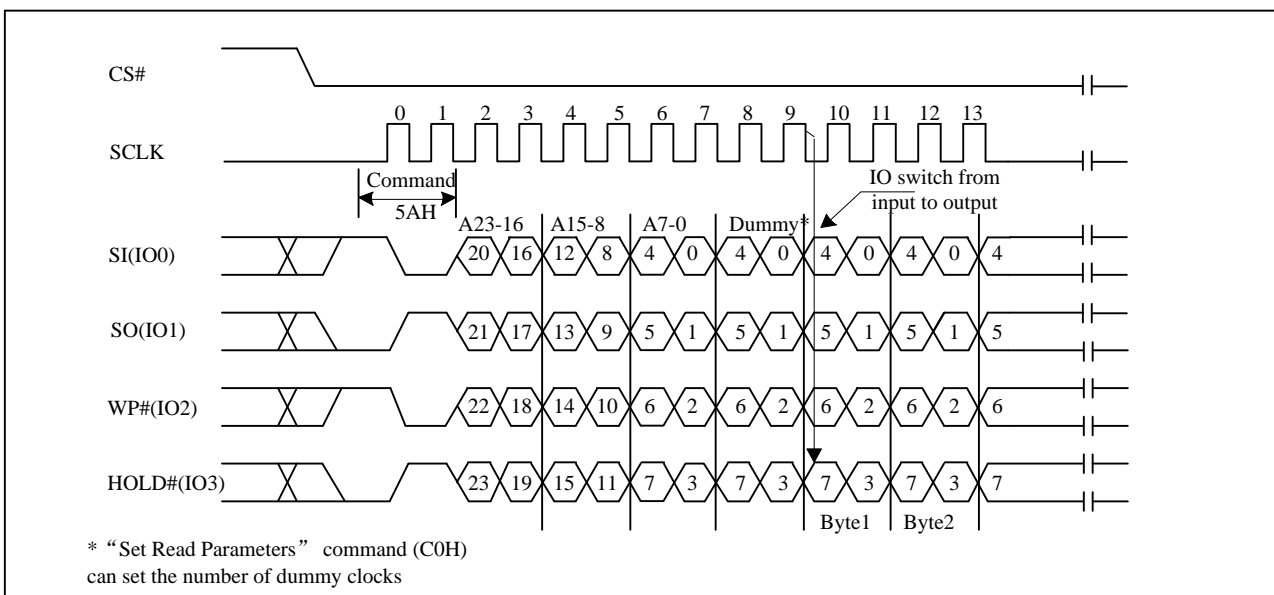 CS#
0 1 2 3 4 5 6 7 8 9 10 11 12 13
SCLK
Command
5AH
IO switch from
input to output
A23-16 A15-8 A7-0 Dummy*
SI(IO0) 20 16 12 8 4 0 4 0 4 0 4 0 4
SO(IO1) 21 17 13 9 5 1 5 1 5 1 5 1 5
WP#(IO2) 22 18 14 10 6 2 6 2 6 2 6 2 6
HOLD#(IO3) 23 19 15 11 7 3 7 3 7 3 7 3 7
Byte1 Byte2
* “Set Read Parameters” command (C0H)
can set the number of dummy clocks